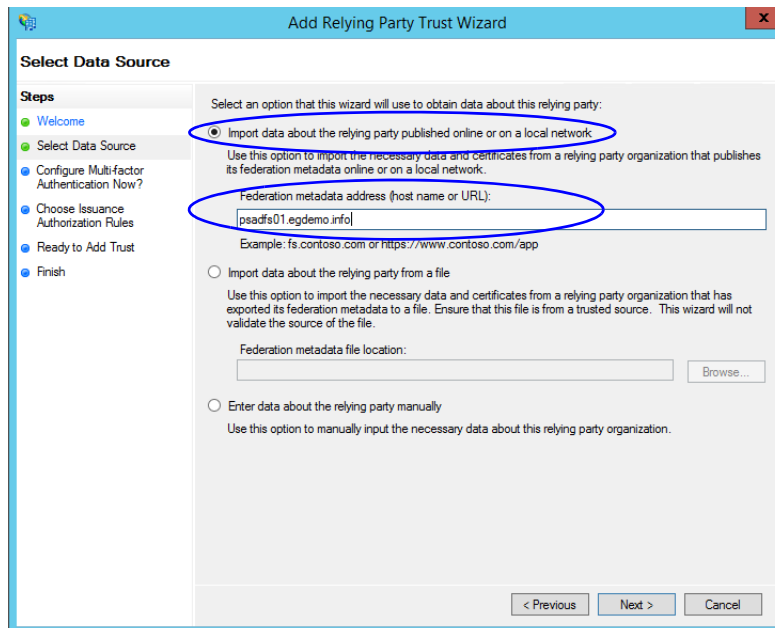 Add Relying Party Trust Wizard
x
Select Data Source
Steps
Welcome
Select Data Source
Configure Multi-factor
Authentication Now?
Choose Issuance
Authorization Rules
Ready to Add Trust
Finish
Select an option that this wizard will use to obtain data about this relying party:
Import data about the relying party published online or on a local network
Use this option to import the necessary data and certificates from a relying party organization that publishes
its federation metadata online or on a local network.
Federation metadata address (host name or URL):
psadfs01.egdemo.info
Example: fs.contoso.com or https://www.contoso.com/app
Import data about the relying party from a file
Use this option to import the necessary data and certificates from a relying party organization that has
exported its federation metadata to a file. Ensure that this file is from a trusted source. This wizard will not
validate the source of the file.
Federation metadata file location:
Browse...
Enter data about the relying party manually
Use this option to manually input the necessary data about this relying party organization.
< Previous
Next >
Cancel